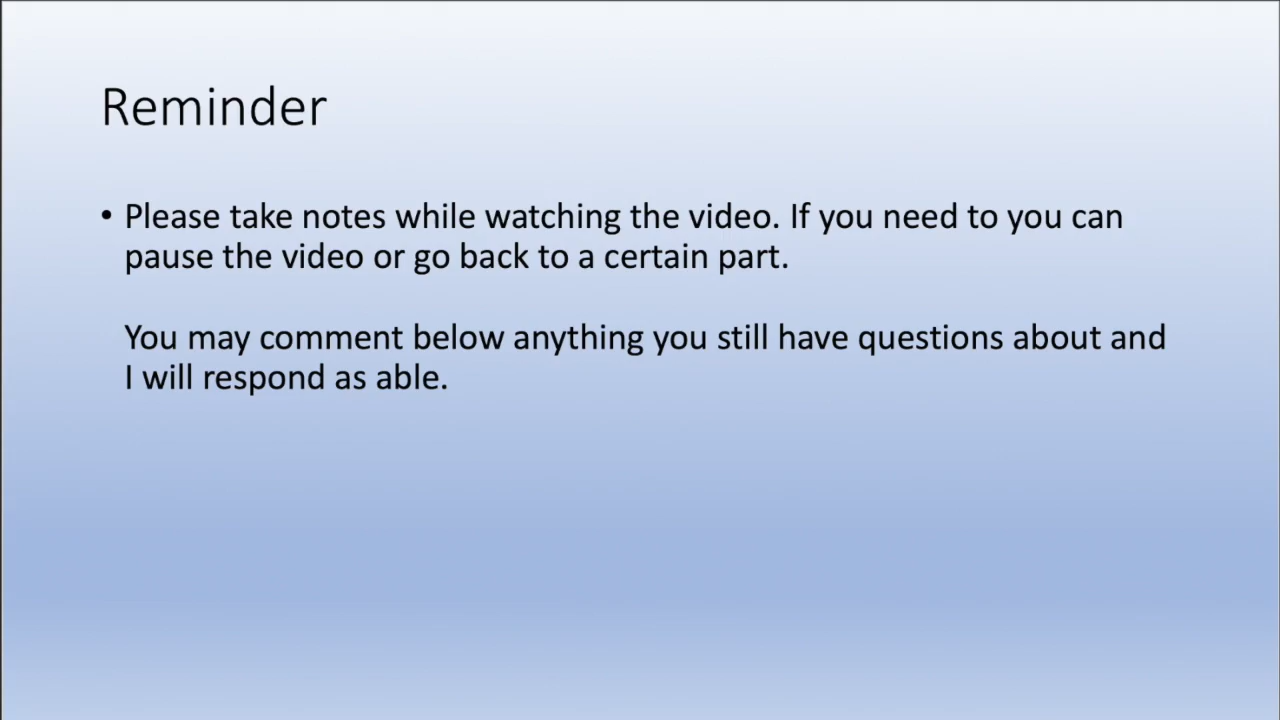 Reminder
• Please take notes while watching the video. If you need to you can
pause the video or go back to a certain part.
You may comment below anything you still have questions about and
I will respond as able.